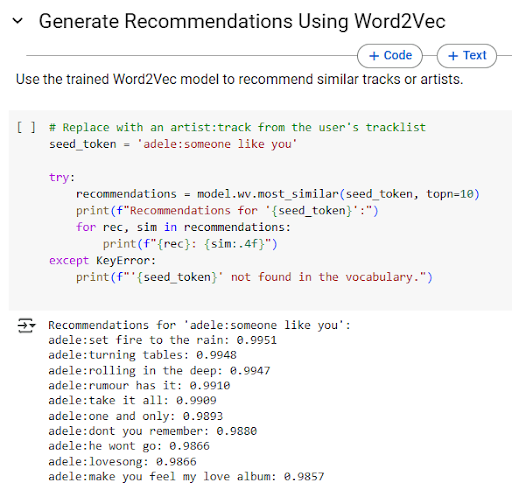 Generate Recommendations Using Word2Vec
+ Code + Text
Use the trained Word2Vec model to recommend similar tracks or artists.
[ ] # Replace with an artist:track from the user's tracklist
seed_token = 'adele:someone like you'
try:
    recommendations = model.wv.most_similar(seed_token, topn=10)
    print(f"Recommendations for '{seed_token}':")
    for rec, sim in recommendations:
        print(f"{rec}: {sim:.4f}")
except KeyError:
    print(f"'{seed_token}' not found in the vocabulary.")
Recommendations for 'adele:someone like you':
adele:set fire to the rain: 0.9951
adele:turning tables: 0.9948
adele:rolling in the deep: 0.9947
adele:rumour has it: 0.9910
adele:take it all: 0.9909
adele:one and only: 0.9893
adele:dont you remember: 0.9880
adele:he wont go: 0.9866
adele:lovesong: 0.9866
adele:make you feel my love album: 0.9857